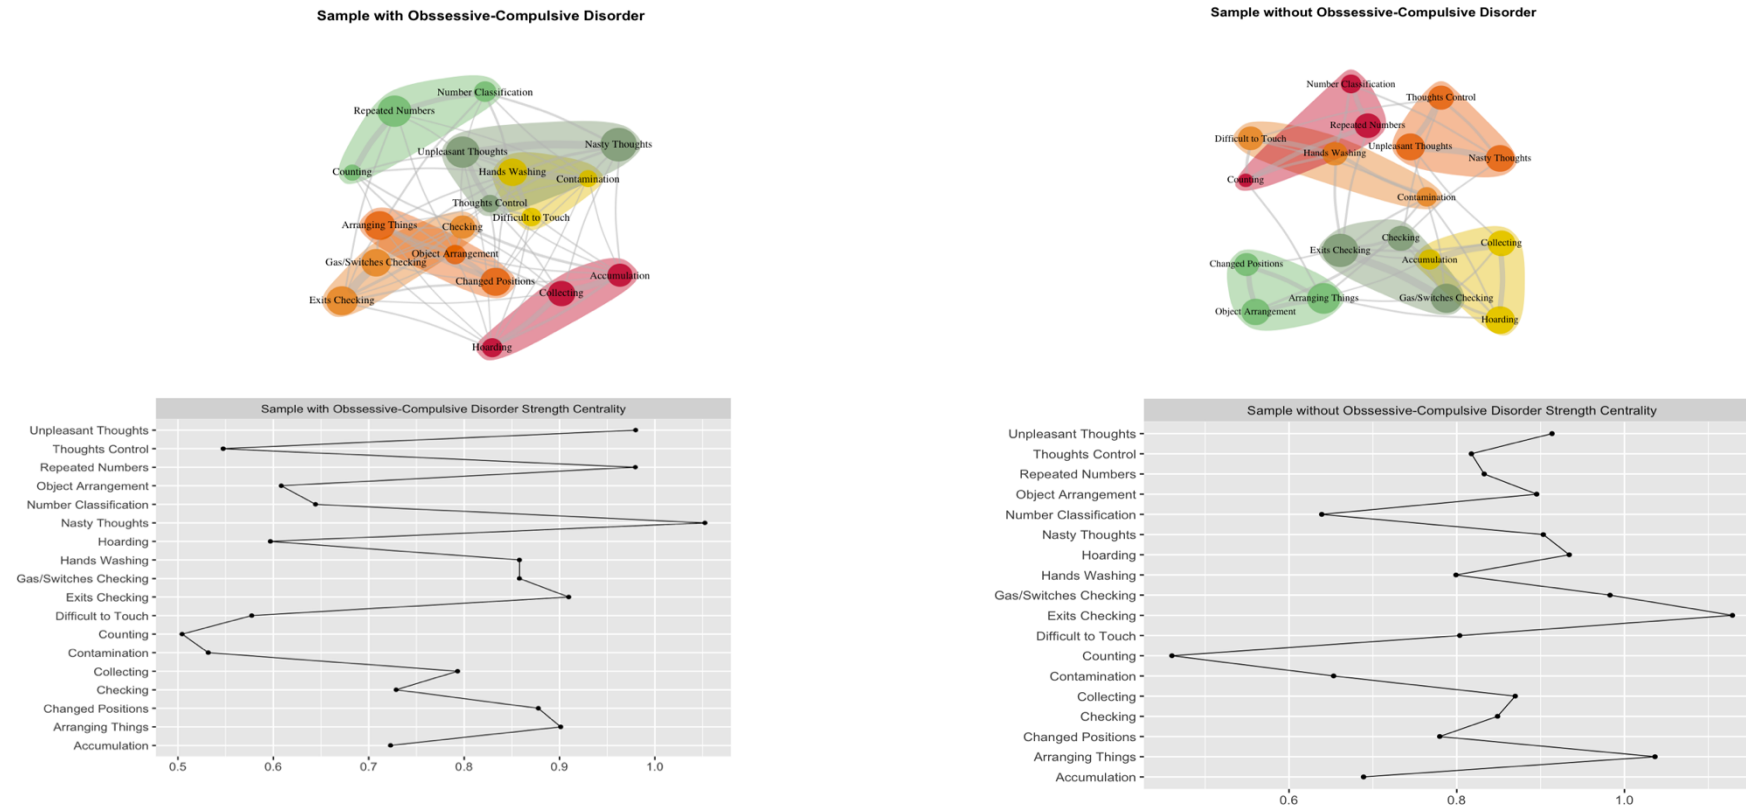 Sample with Obssessive-Compulsive Disorder
Number Classification
Repeated Numbers
Nasty Thoughts
Unpleasant Thoughts
Counting
Hands Washing
Contamination
Thoughts Control
Difficult to Touch
Arranging Things
Checking
Object Arrangement
Gas/Switches Checking
Changed Positions
Accumulation
Collecting
Exits Checking
Hoarding
Sample without Obssessive-Compulsive Disorder
Number Classification
Thoughts Control
Repeated Numbers
Difficult to Touch
Unpleasant Thoughts
Hands Washing
Nasty Thoughts
Counting
Contamination
Checking
Collecting
Exits Checking
Accumulation
Changed Positions
Arranging Things
Gas/Switches Checking
Object Arrangement
Hoarding
Sample with Obssessive-Compulsive Disorder Strength Centrality
Unpleasant Thoughts
Thoughts Control
Repeated Numbers
Object Arrangement
Number Classification
Nasty Thoughts
Hoarding
Hands Washing
Gas/Switches Checking
Exits Checking
Difficult to Touch
Counting
Contamination
Collecting
Checking
Changed Positions
Arranging Things
Accumulation
0.5 0.6 0.7 0.8 0.9 1.0
Sample without Obssessive-Compulsive Disorder Strength Centrality
Unpleasant Thoughts
Thoughts Control
Repeated Numbers
Object Arrangement
Number Classification
Nasty Thoughts
Hoarding
Hands Washing
Gas/Switches Checking
Exits Checking
Difficult to Touch
Counting
Contamination
Collecting
Checking
Changed Positions
Arranging Things
Accumulation
0.6 0.8 1.0